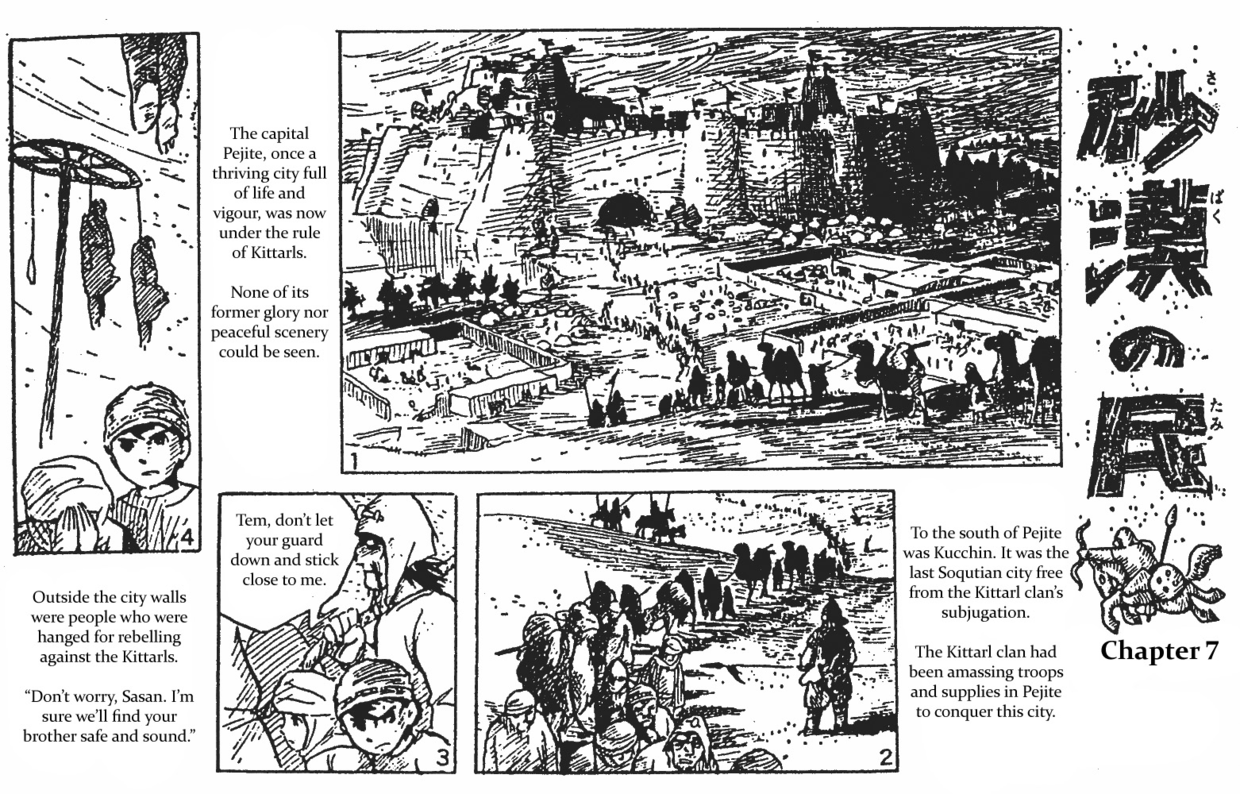 砂漠の民
さ
ばく
たみ
Chapter 7
The capital
Pejite, once a
thriving city full
of life and
vigour, was now
under the rule
of Kittarls.
None of its
former glory nor
peaceful scenery
could be seen.
1
To the south of Pejite
was Kucchin. It was the
last Soqutian city free
from the Kittarl clan's
subjugation.
The Kittarl clan had
been amassing troops
and supplies in Pejite
to conquer this city.
2
Tem, don't let
your guard
down and stick
close to me.
3
4
Outside the city walls
were people who were
hanged for rebelling
against the Kittarls.
“Don't worry, Sasan. I'm
sure we'll find your
brother safe and sound.”